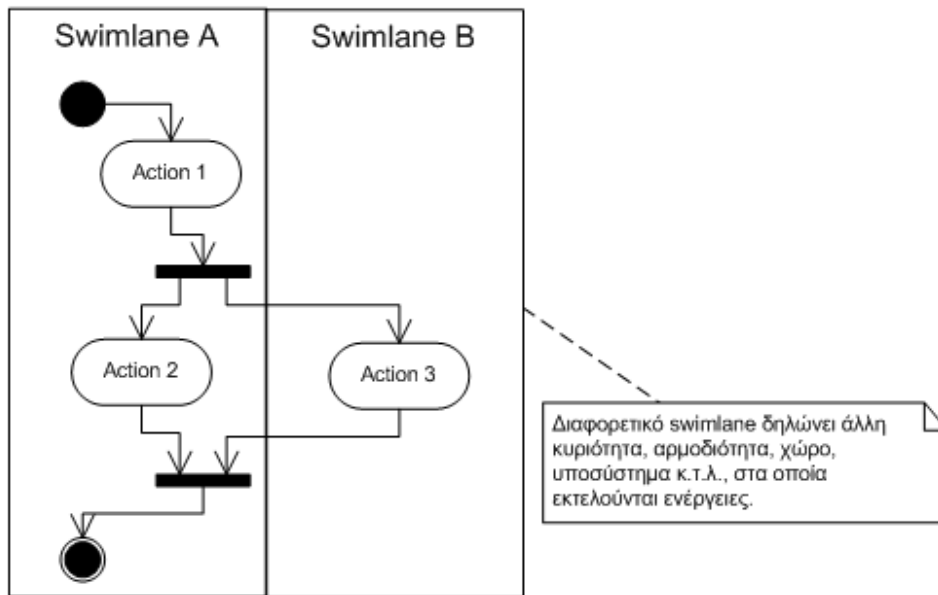 Swimlane A
Swimlane B
Action 1
Action 2
Action 3
Διαφορετικό swimlane δηλώνει άλλη
κυριότητα, αρμοδιότητα, χώρο,
υποσύστημα κ.τ.λ., στα οποία
εκτελούνται ενέργειες.